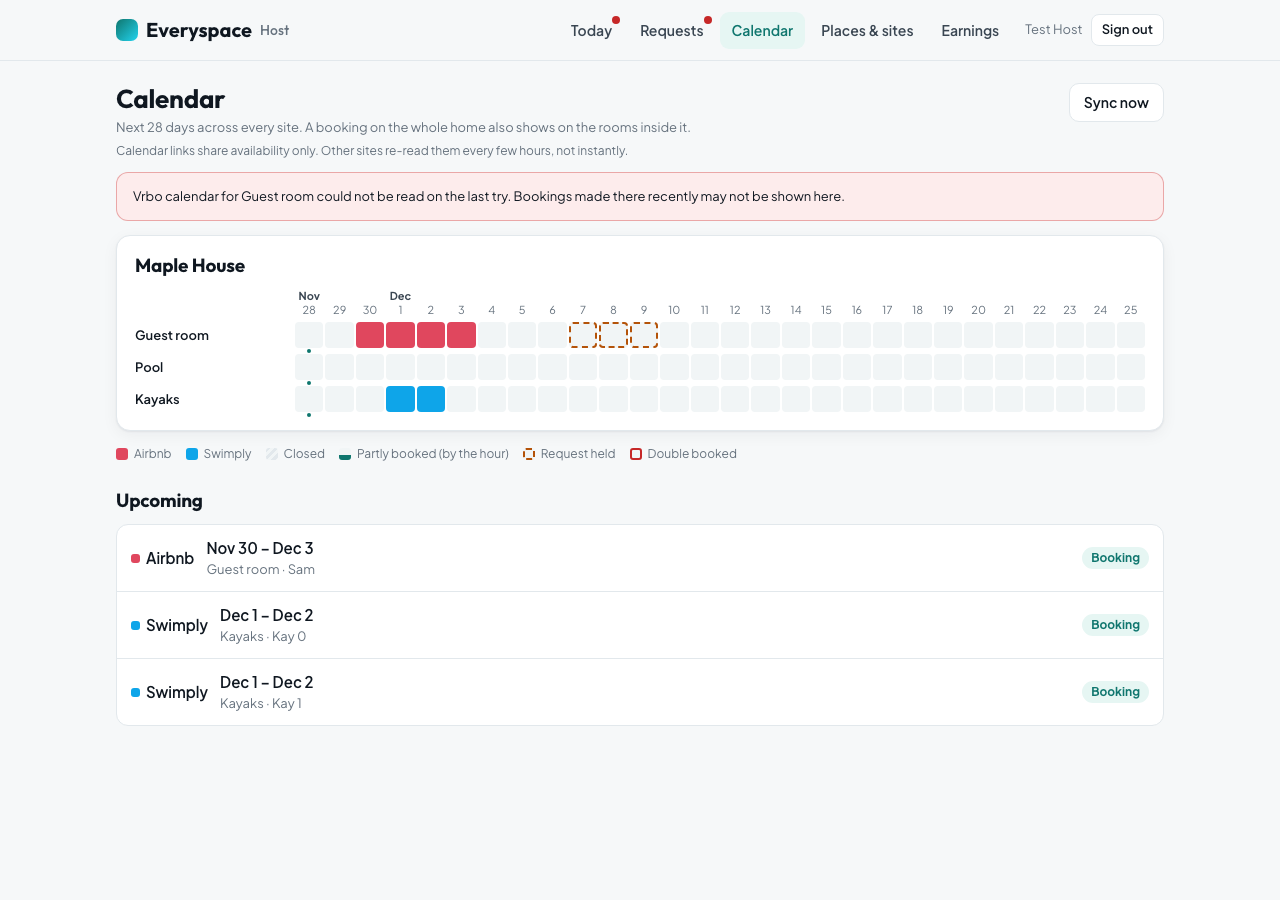 Everyspace Host
Today Requests Calendar Places & sites Earnings Test Host Sign out
Calendar
Sync now
Next 28 days across every site. A booking on the whole home also shows on the rooms inside it.
Calendar links share availability only. Other sites re-read them every few hours, not instantly.
Vrbo calendar for Guest room could not be read on the last try. Bookings made there recently may not be shown here.
Maple House
Nov Dec
28 29 30 1 2 3 4 5 6 7 8 9 10 11 12 13 14 15 16 17 18 19 20 21 22 23 24 25
Guest room
Pool
Kayaks
Airbnb Swimply Closed Partly booked (by the hour) Request held Double booked
Upcoming
Airbnb
Nov 30 – Dec 3
Guest room · Sam
Booking
Swimply
Dec 1 – Dec 2
Kayaks · Kay 0
Booking
Swimply
Dec 1 – Dec 2
Kayaks · Kay 1
Booking